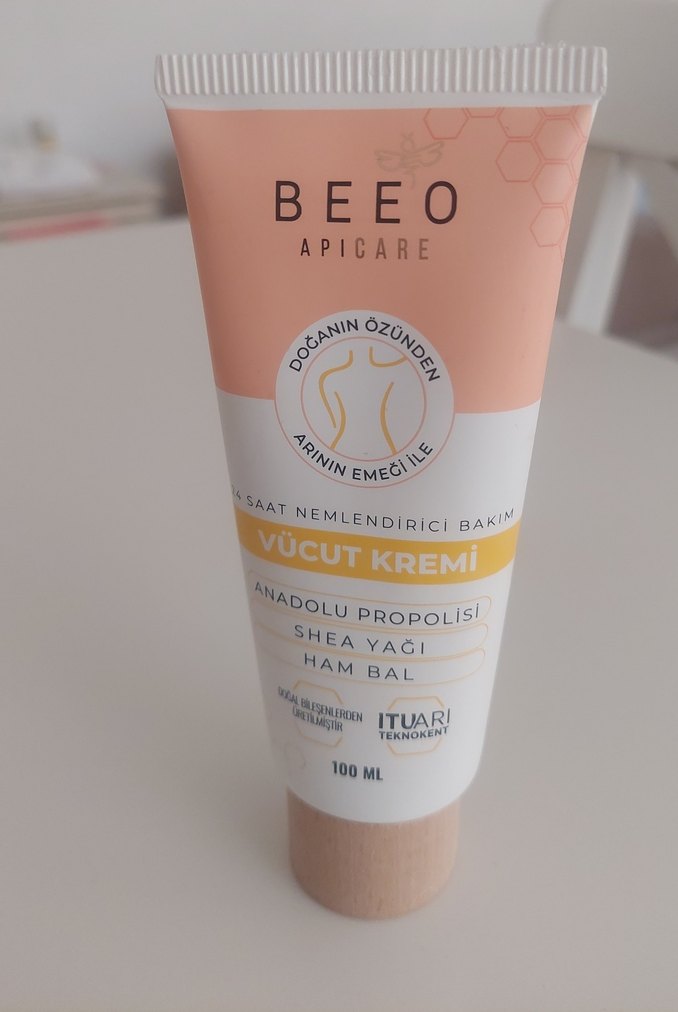 BEEO
APICARE
DOĞANIN ÖZÜNDEN
ARININ EMEĞİ İLE
24 SAAT NEMLENDİRİCİ BAKIM
VÜCUT KREMİ
ANADOLU PROPOLİSİ
SHEA YAĞI
HAM BAL
DOĞAL BİLEŞENLERDEN
ÜRETİLMİŞTİR
ITUARI
TEKNOKENT
100 ML